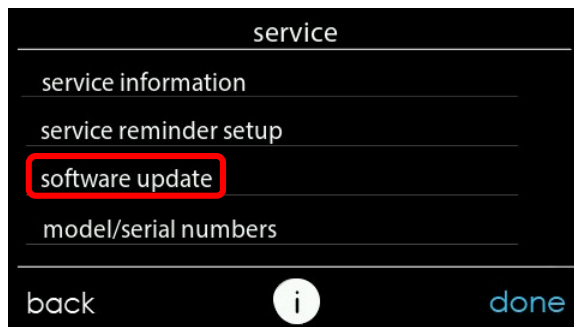 service
service information
service reminder setup
software update
model/serial numbers
back i done